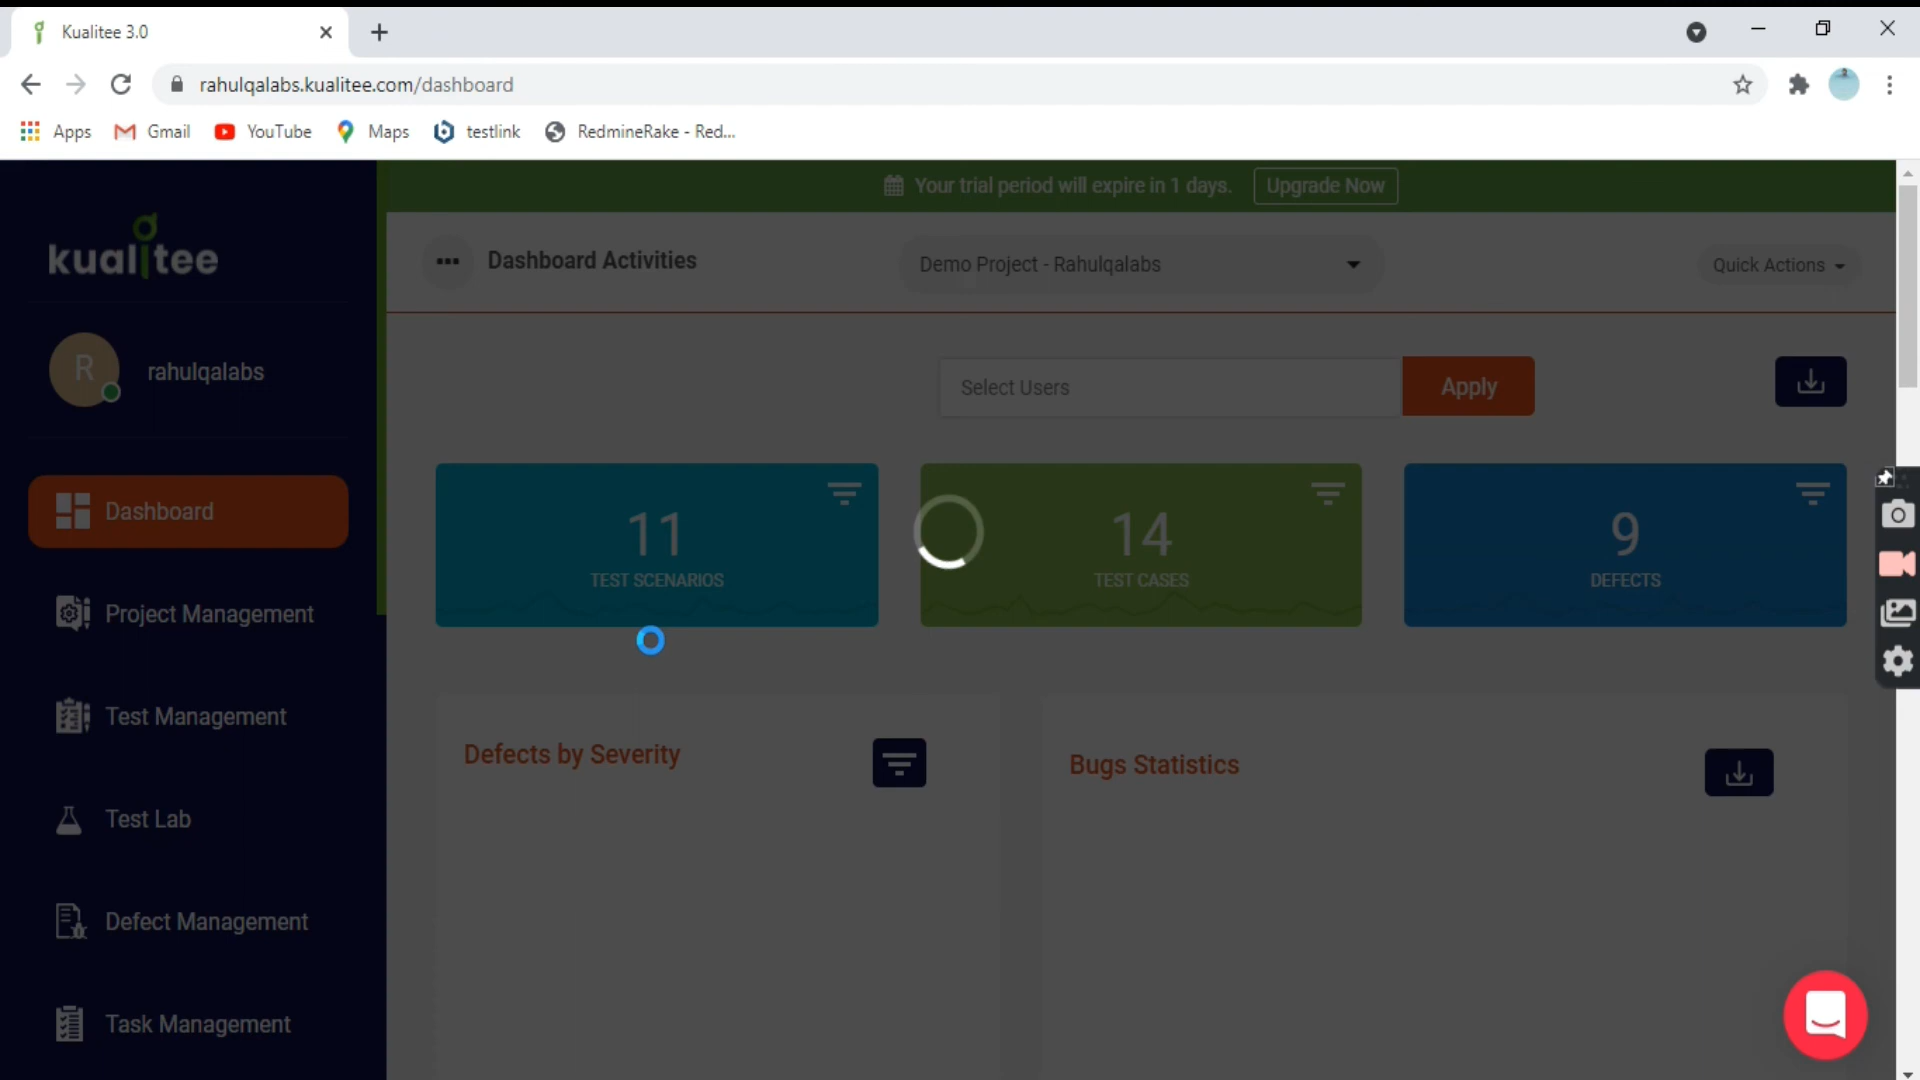 Kualitee 3.0
rahulqalabs.kualitee.com/dashboard
Apps
Gmail
YouTube
Maps
testlink
RedmineRake - Red...
Your trial period will expire in 1 days.
Upgrade Now
kualitee
Dashboard Activities
Demo Project - Rahulqalabs
Quick Actions
R
rahulqalabs
Select Users
Apply
Dashboard
11
TEST SCENARIOS
14
TEST CASES
9
DEFECTS
Project Management
Test Management
Defects by Severity
Bugs Statistics
Test Lab
Defect Management
Task Management